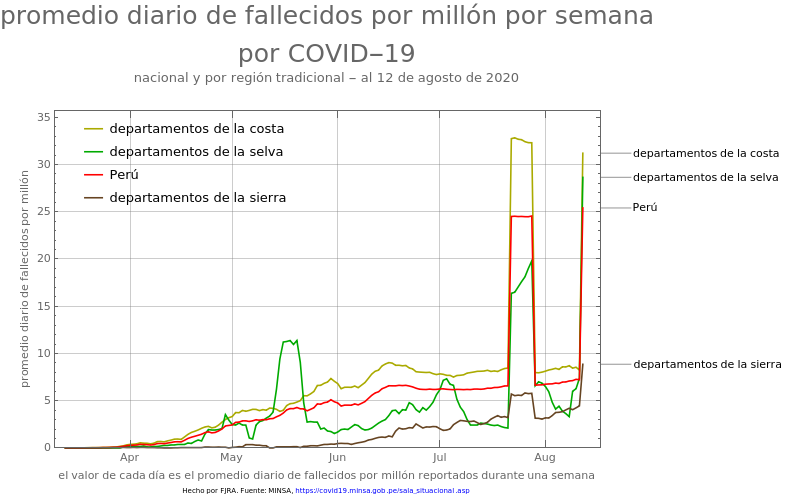 promedio diario de fallecidos por millón por semana
por COVID‒19
nacional y por región tradicional ‒ al 12 de agosto de 2020
promedio diario de fallecidos por millón
35
30
25
20
15
10
5
0
departamentos de la costa
departamentos de la selva
Perú
departamentos de la sierra
departamentos de la costa
departamentos de la selva
Perú
departamentos de la sierra
Apr May Jun Jul Aug
el valor de cada día es el promedio diario de fallecidos por millón reportados durante una semana
Hecho por FJRA. Fuente: MINSA, https://covid19.minsa.gob.pe/sala_situacional.asp